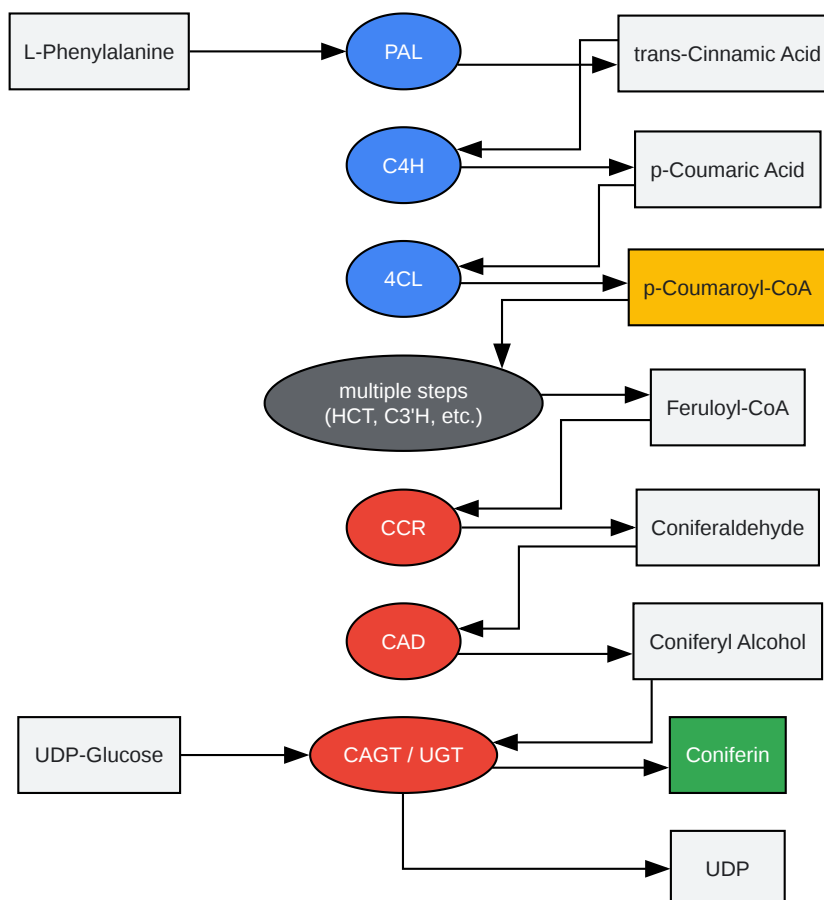 L-Phenylalanine
PAL
trans-Cinnamic Acid
C4H
p-Coumaric Acid
4CL
p-Coumaroyl-CoA
multiple steps
(HCT, C3'H, etc.)
Feruloyl-CoA
CCR
Coniferaldehyde
CAD
Coniferyl Alcohol
UDP-Glucose
CAGT / UGT
Coniferin
UDP